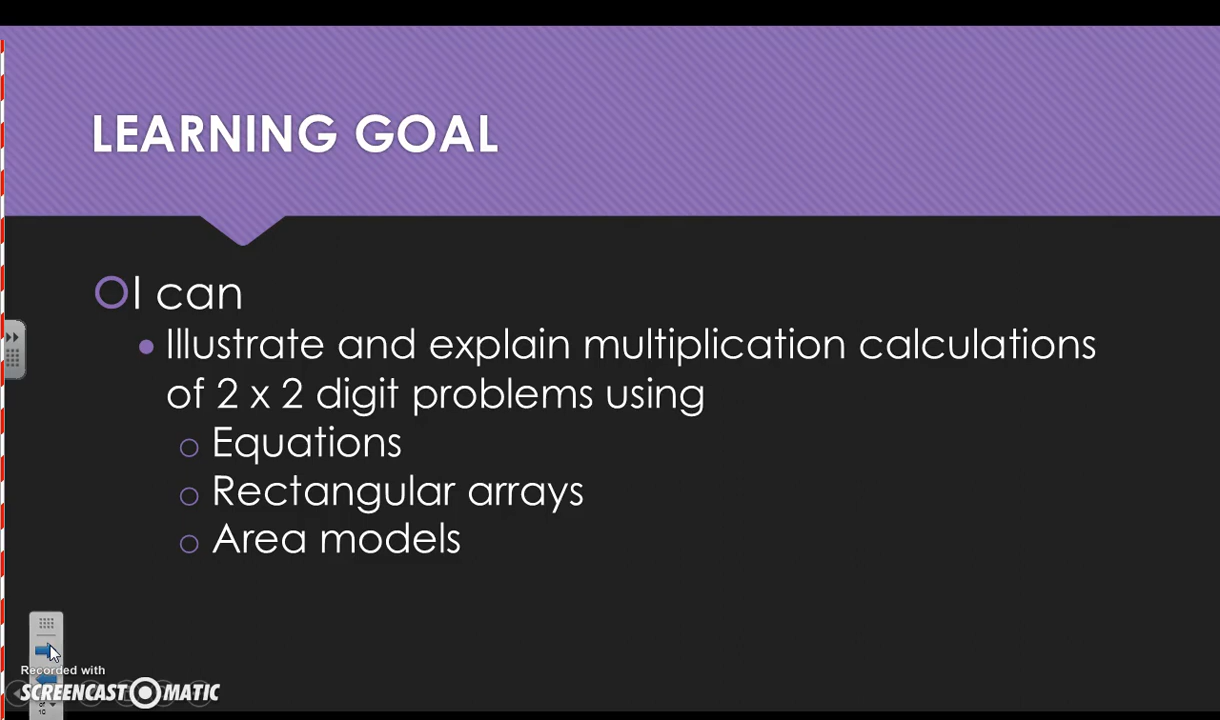 LEARNING GOAL
I can
Illustrate and explain multiplication calculations
of 2 x 2 digit problems using
Equations
Rectangular arrays
Area models
Recorded with
SCREENCAST MATIC